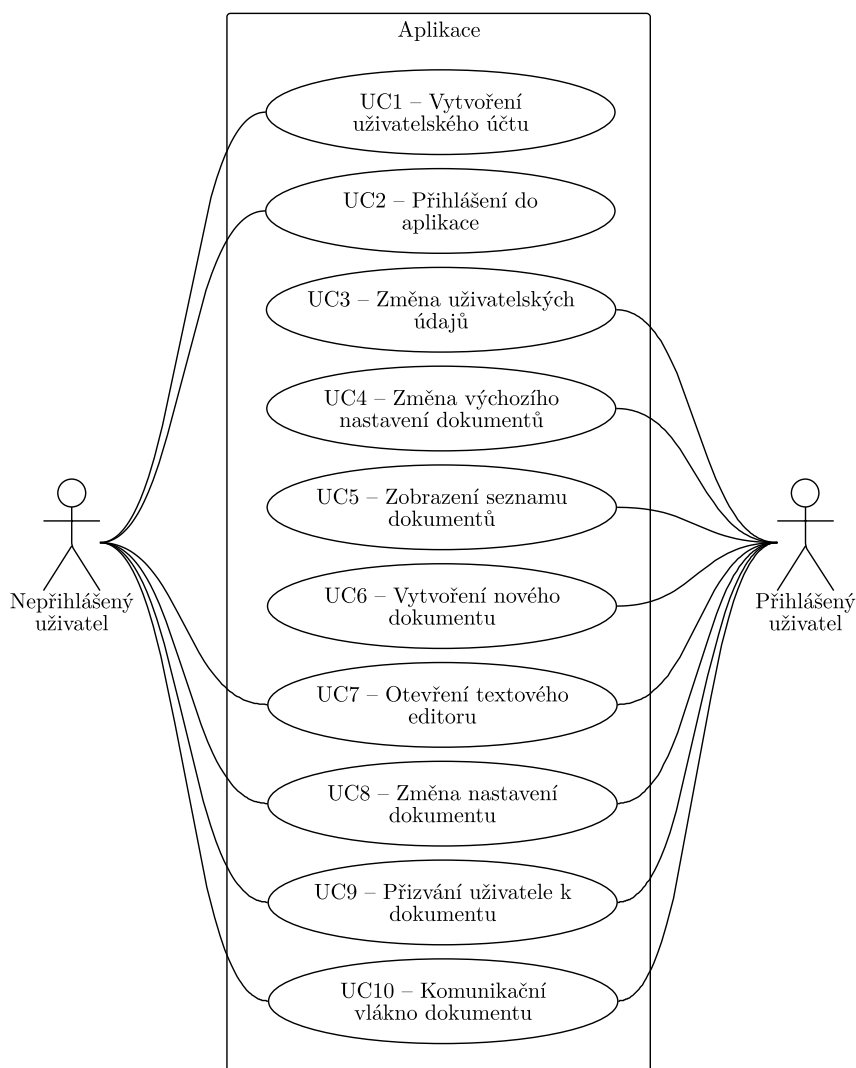 Aplikace
UC1 – Vytvoření
uživatelského účtu
UC2 – Přihlášení do
aplikace
UC3 – Změna uživatelských
údajů
UC4 – Změna výchozího
nastavení dokumentů
UC5 – Zobrazení seznamu
dokumentů
UC6 – Vytvoření nového
dokumentu
Nepřihlášený
uživatel
Přihlášený
uživatel
UC7 – Otevření textového
editoru
UC8 – Změna nastavení
dokumentu
UC9 – Přizvání uživatele k
dokumentu
UC10 – Komunikační
vlákno dokumentu